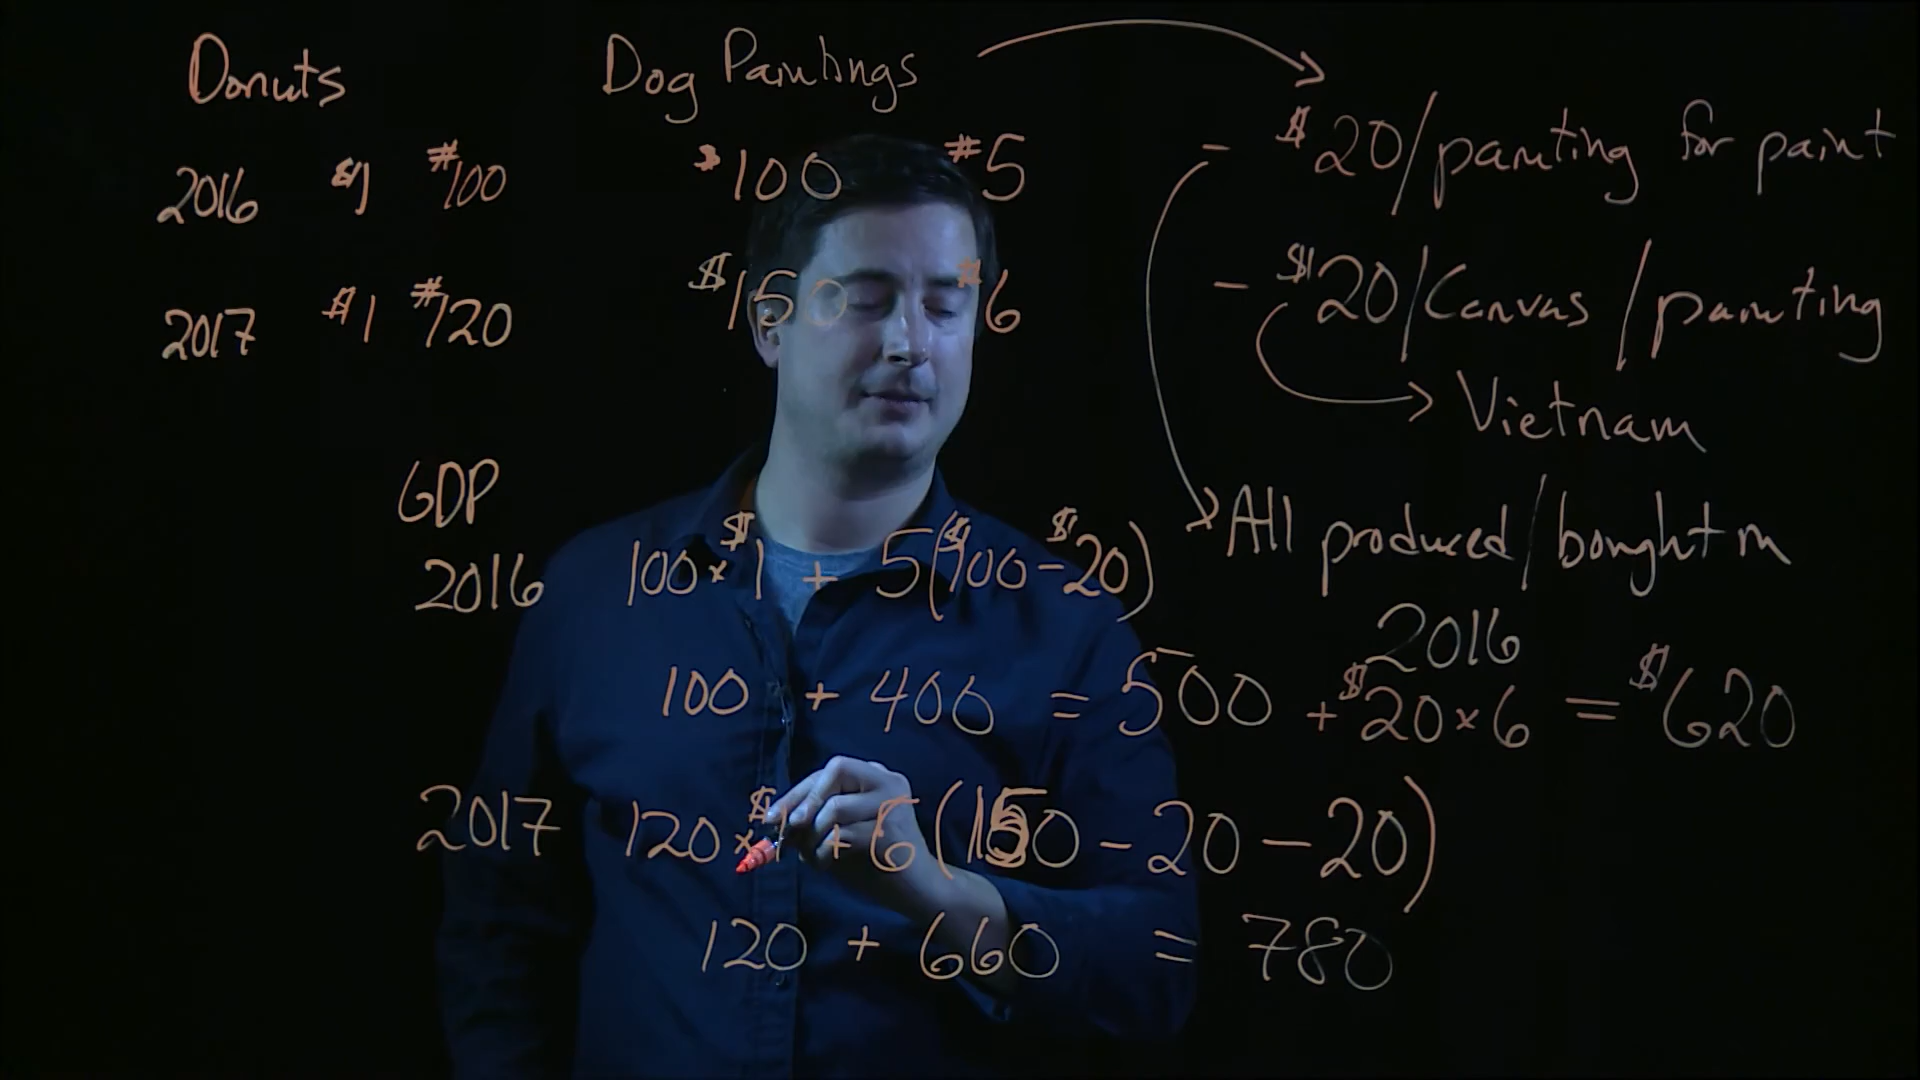 Donuts Dog Paintings
2016 $1 #100 $100 #5
- $20/painting for paint
2017 $1 #120 $150 #6
- $20/Canvas/painting
Vietnam
GDP
All produced/bought in
2016
2016 100 x $1 + 5($100 - $20)
100 + 400 = 500 + $20 x 6 = $620
2017 120 x $1 + 6(150 - 20 - 20)
120 + 660 = 780